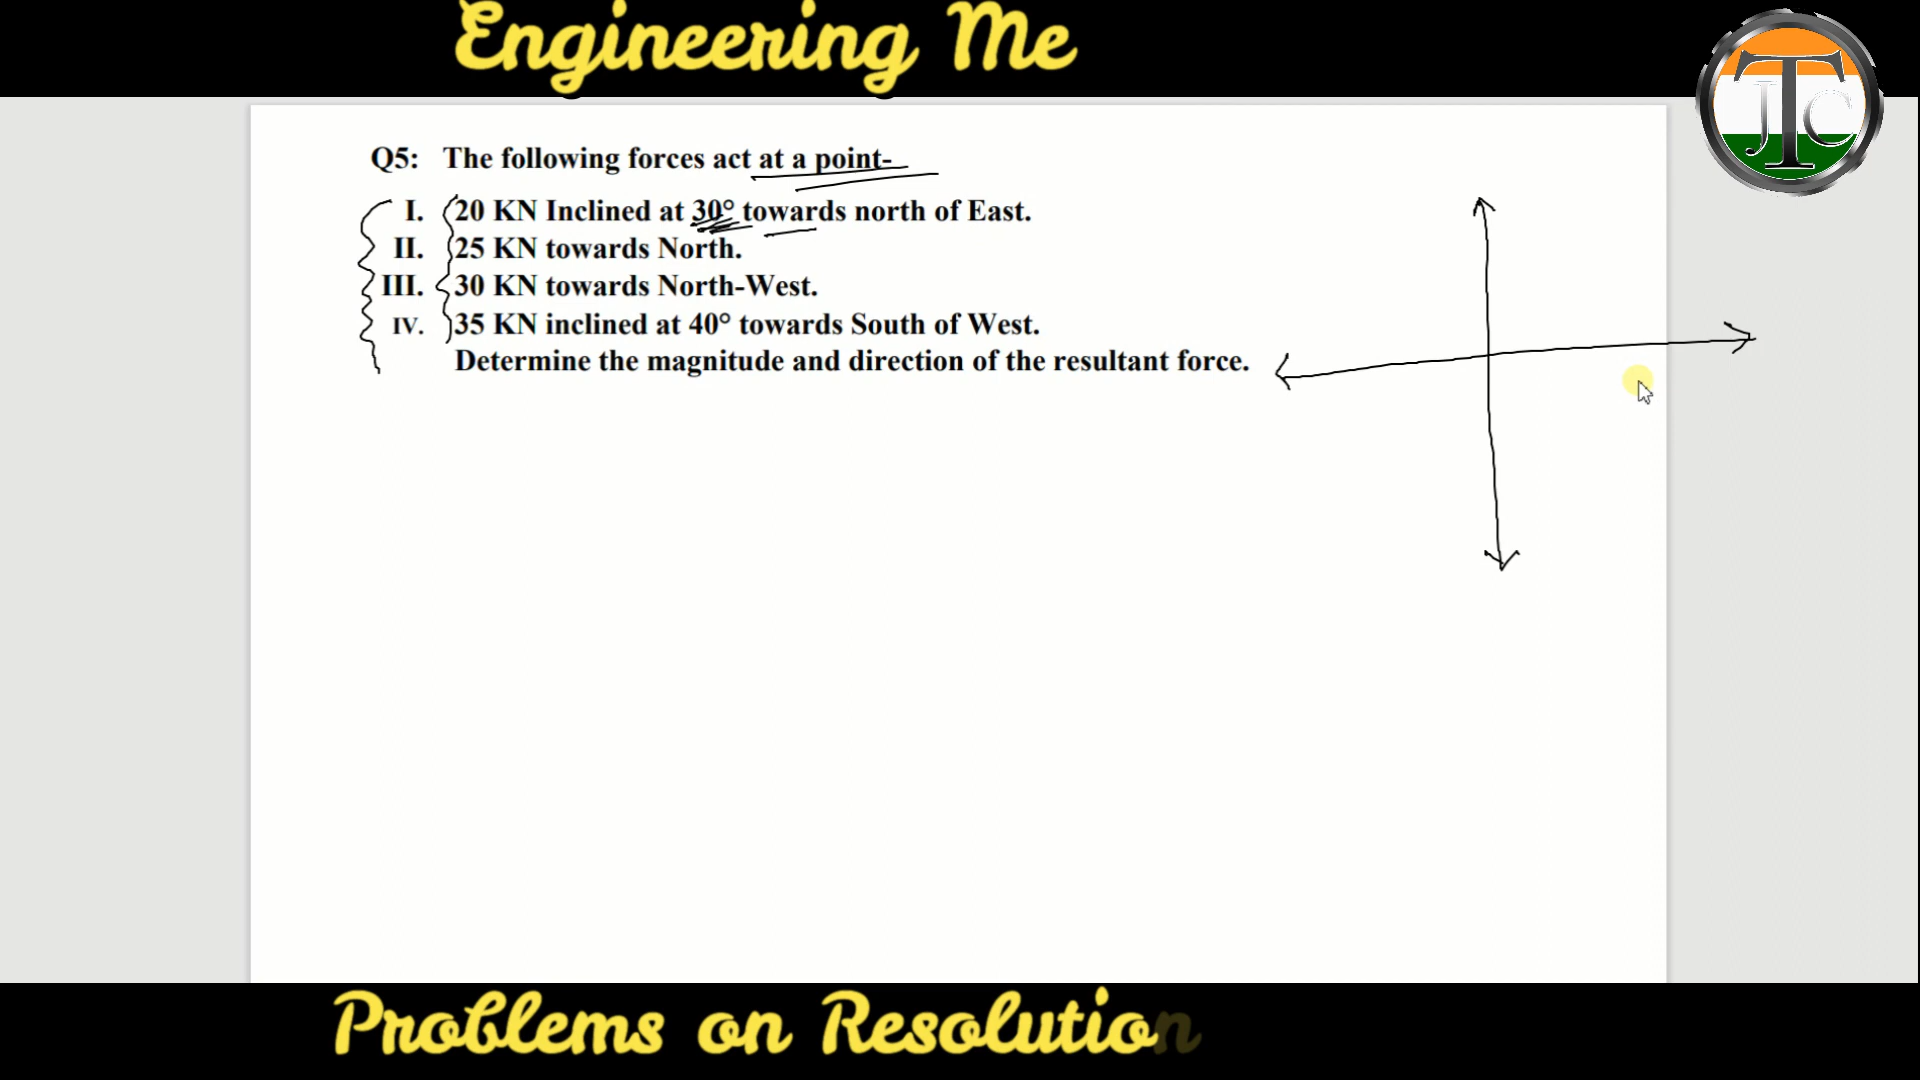 Engineering Me
JTC
Q5: The following forces act at a point-
I. 20 KN Inclined at 30° towards north of East.
II. 25 KN towards North.
III. 30 KN towards North-West.
IV. 35 KN inclined at 40° towards South of West.
Determine the magnitude and direction of the resultant force.
Problems on Resolution